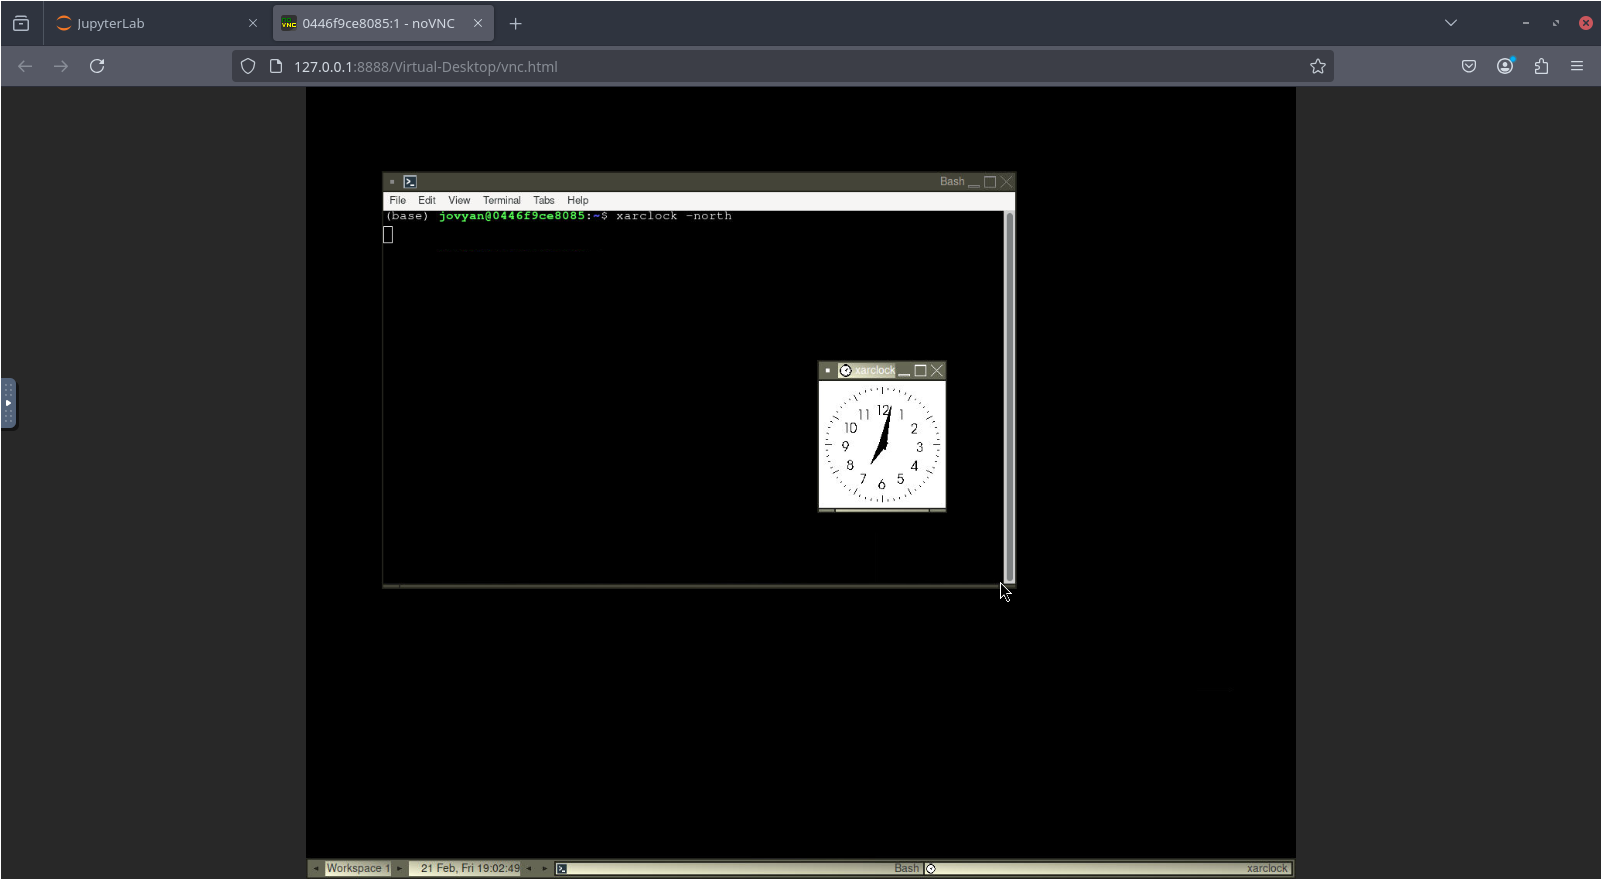 JupyterLab
0446f9ce8085:1 - noVNC
127.0.0.1:8888/Virtual-Desktop/vnc.html
Bash
File Edit View Terminal Tabs Help
(base) jovyan@0446f9ce8085:~$ xarclock -north
xarclock
12
11 1
10 2
9 3
8 4
7 5
6
Workspace 1 21 Feb, Fri 19:02:49 Bash xarclock